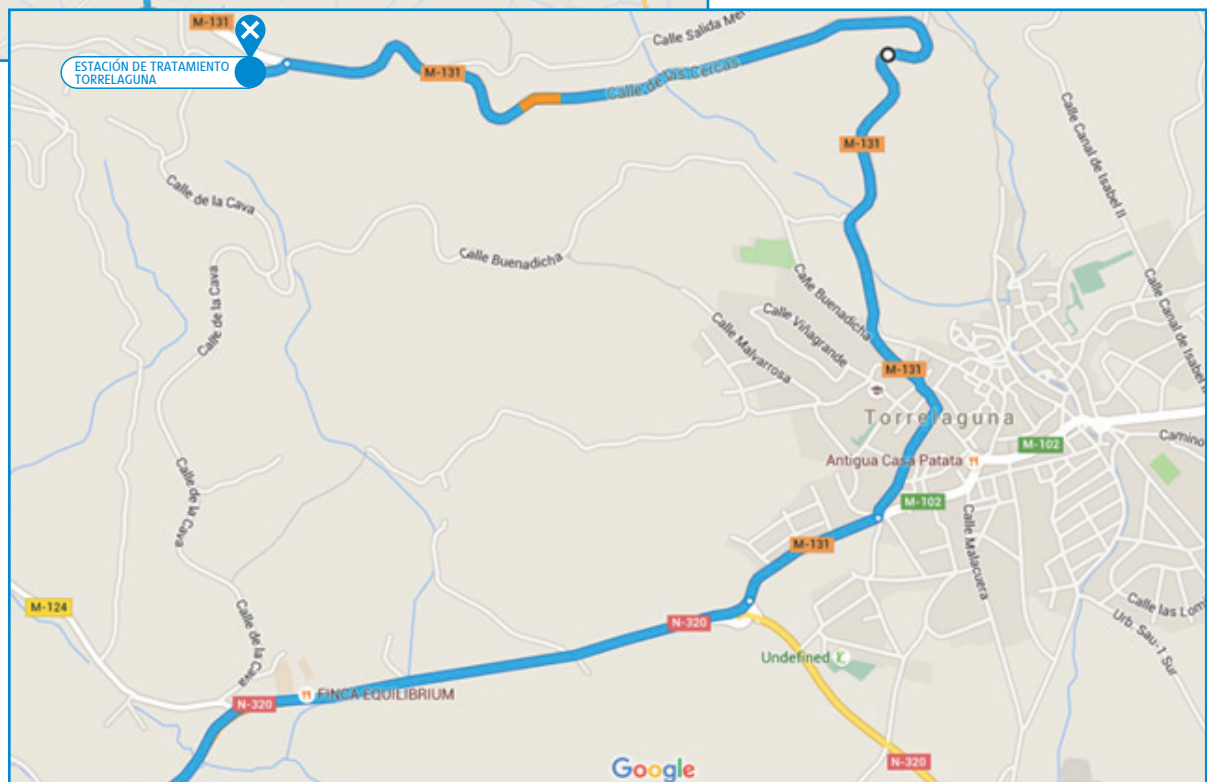 M-131
ESTACIÓN DE TRATAMIENTO
TORRELAGUNA
M-131
Calle de las Cercas
M-131
Calle Canal de Isabel II
Calle de la Cava
Calle Buenadicha
Calle de la Cava
Calle Buenadicha
Calle Viñagrande
Calle Malvarrosa
Calle Canal de Isabel
M-131
Torrelaguna
M-102
Camino
Antigua Casa Patata
M-102
Calle de la Cava
M-131
Calle Malacuera
M-124
Calle de la Cava
N-320
Calle las Lom
Urb. Sau-1 Sur
Undefined
FINCA EQUILIBRIUM
N-320
Google
N-320